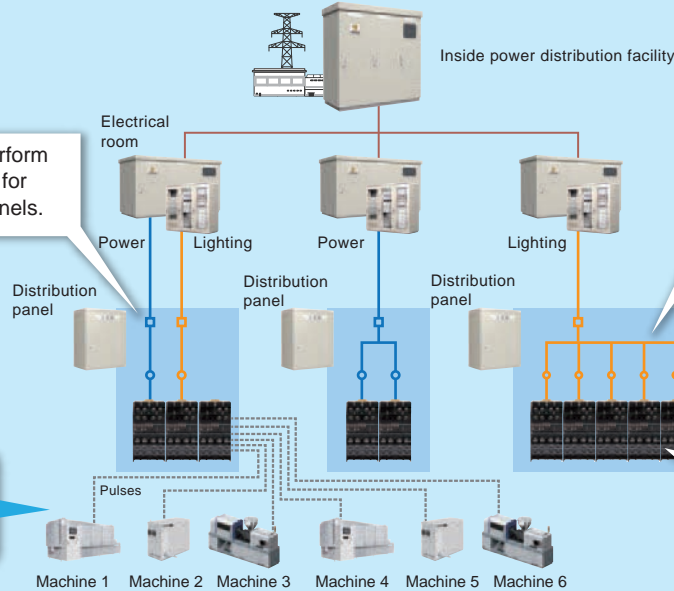 Inside power distribution facility
Electrical
room
rform
for
nels.
Power
Lighting
Power
Lighting
Distribution
panel
Distribution
panel
Distribution
panel
Pulses
Machine 1
Machine 2
Machine 3
Machine 4
Machine 5
Machine 6